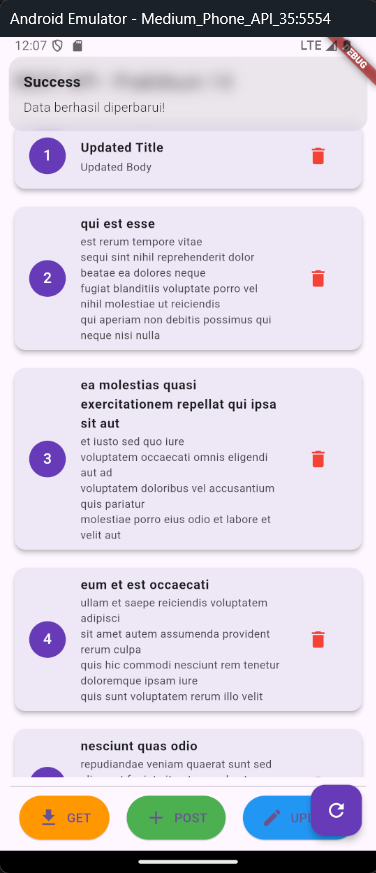 Android Emulator - Medium_Phone_API_35:5554
12:07
LTE
DEBUG
Success
Data berhasil diperbarui!
1
Updated Title
Updated Body
2
qui est esse
est rerum tempore vitae
sequi sint nihil reprehenderit dolor
beatae ea dolores neque
fugiat blanditiis voluptate porro vel
nihil molestiae ut reiciendis
qui aperiam non debitis possimus qui
neque nisi nulla
3
ea molestias quasi
exercitationem repellat qui ipsa
sit aut
et iusto sed quo iure
voluptatem occaecati omnis eligendi
aut ad
voluptatem doloribus vel accusantium
quis pariatur
molestiae porro eius odio et labore et
velit aut
4
eum et est occaecati
ullam et saepe reiciendis voluptatem
adipisci
sit amet autem assumenda provident
rerum culpa
quis hic commodi nesciunt rem tenetur
doloremque ipsam iure
quis sunt voluptatem rerum illo velit
nesciunt quas odio
repudiandae veniam quaerat sunt sed
GET
POST